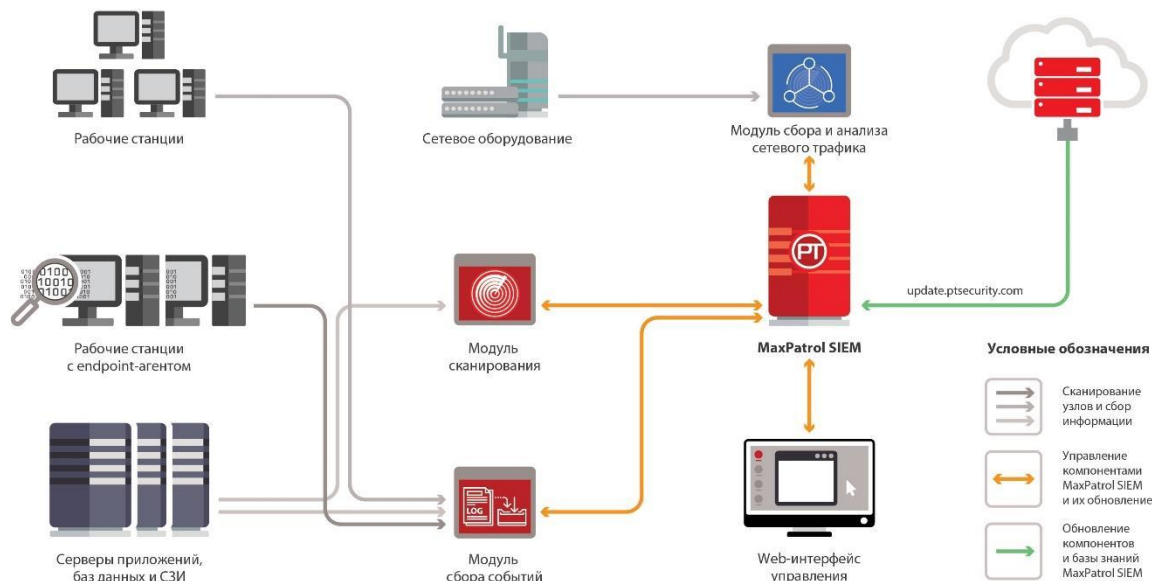 Рабочие станции
Сетевое оборудование
Модуль сбора и анализа
сетевого трафика
PT
update.ptsecurity.com
Рабочие станции
с endpoint-агентом
Модуль
сканирования
MaxPatrol SIEM
Условные обозначения
Сканирование
узлов и сбор
информации
Управление
компонентами
MaxPatrol SIEM
и их обновление
Обновление
компонентов
и базы знаний
MaxPatrol SIEM
LOG
Серверы приложений,
баз данных и СЗИ
Модуль
сбора событий
Web-интерфейс
управления